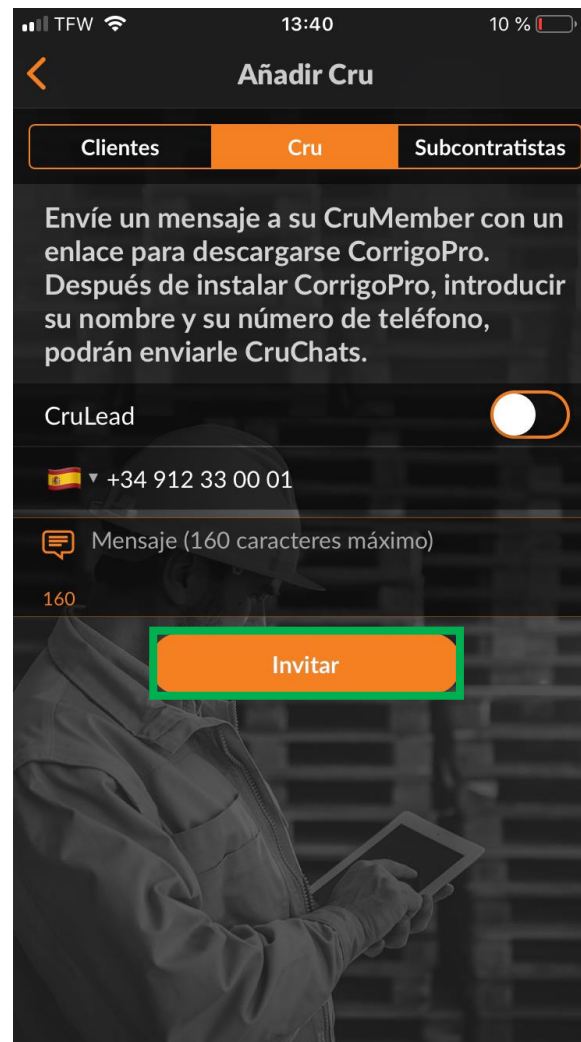 TFW 13:40 10 %
Añadir Cru
Clientes Cru Subcontratistas
Envíe un mensaje a su CruMember con un
enlace para descargarse CorrigoPro.
Después de instalar CorrigoPro, introducir
su nombre y su número de teléfono,
podrán enviarle CruChats.
CruLead
+34 912 33 00 01
Mensaje (160 caracteres máximo)
160
Invitar